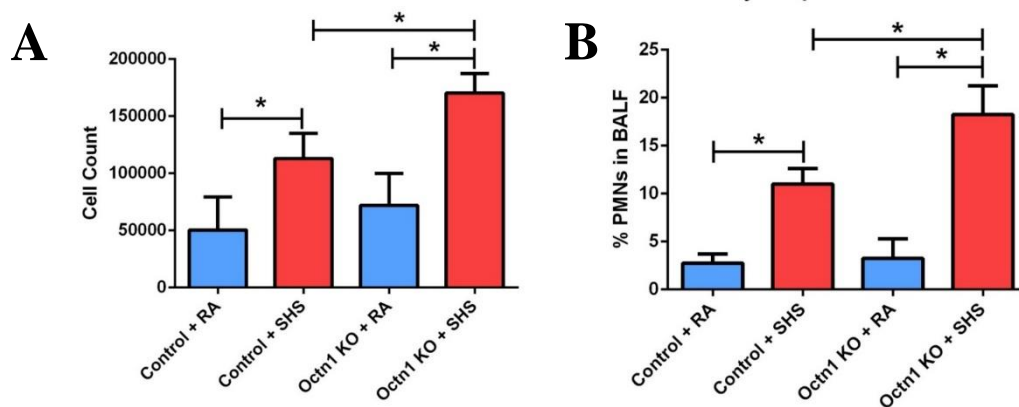 A
Cell Count
200000
150000
100000
50000
0
*
*
*
Control + RA
Control + SHS
Octn1 KO + RA
Octn1 KO + SHS
B
% PMNs in BALF
25
20
15
10
5
0
*
*
*
Control + RA
Control + SHS
Octn1 KO + RA
Octn1 KO + SHS